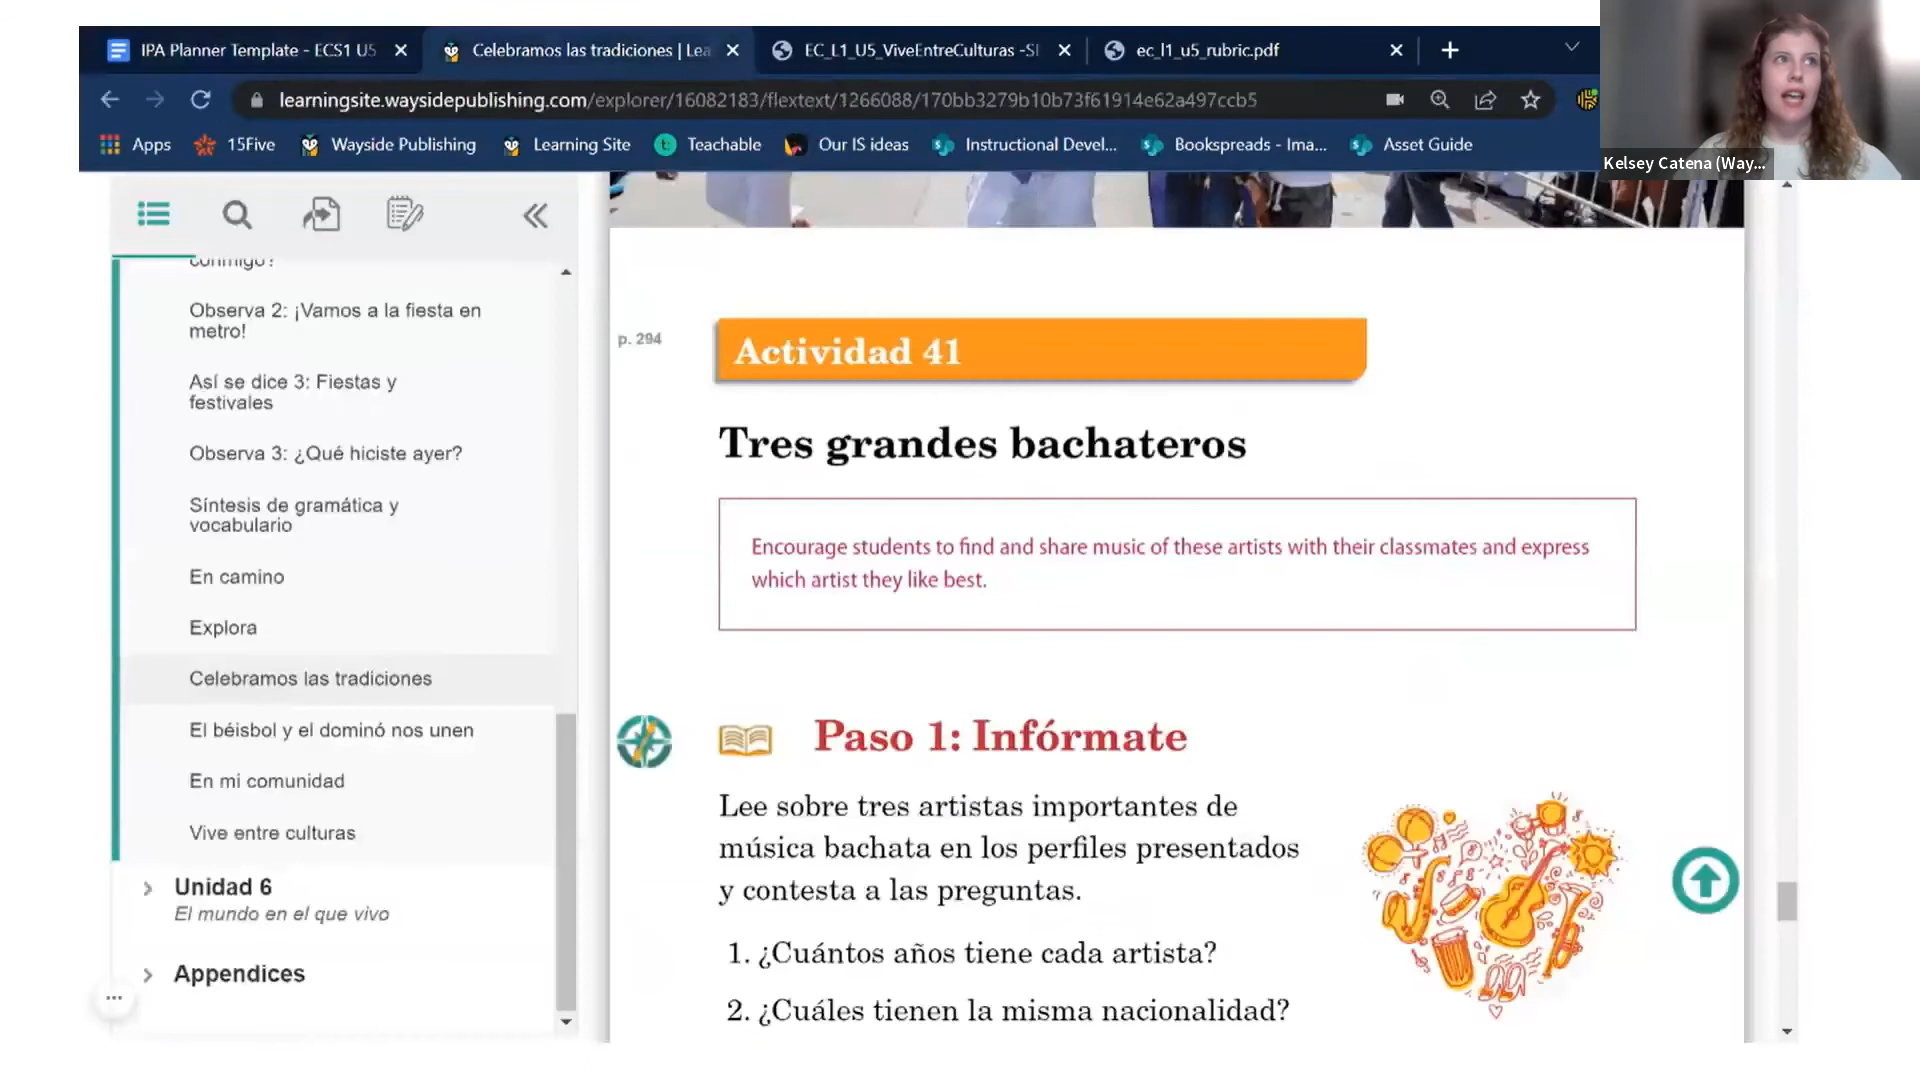 IPA Planner Template - ECS1 U5
Celebramos las tradiciones | Lea
EC_L1_U5_ViveEntreCulturas -SI
ec_l1_u5_rubric.pdf
learningsite.waysidepublishing.com/explorer/16082183/flextext/1266088/170bb3279b10b73f61914e62a497ccb5
Apps
15Five
Wayside Publishing
Learning Site
Teachable
Our IS ideas
Instructional Devel...
Bookspreads - Ima...
Asset Guide
Kelsey Catena (Way...
conmigo?
Observa 2: ¡Vamos a la fiesta en
metro!
Así se dice 3: Fiestas y
festivales
Observa 3: ¿Qué hiciste ayer?
Síntesis de gramática y
vocabulario
En camino
Explora
Celebramos las tradiciones
El béisbol y el dominó nos unen
En mi comunidad
Vive entre culturas
Unidad 6
El mundo en el que vivo
Appendices
p. 294
Actividad 41
Tres grandes bachateros
Encourage students to find and share music of these artists with their classmates and express
which artist they like best.
Paso 1: Infórmate
Lee sobre tres artistas importantes de
música bachata en los perfiles presentados
y contesta a las preguntas.
1. ¿Cuántos años tiene cada artista?
2. ¿Cuáles tienen la misma nacionalidad?